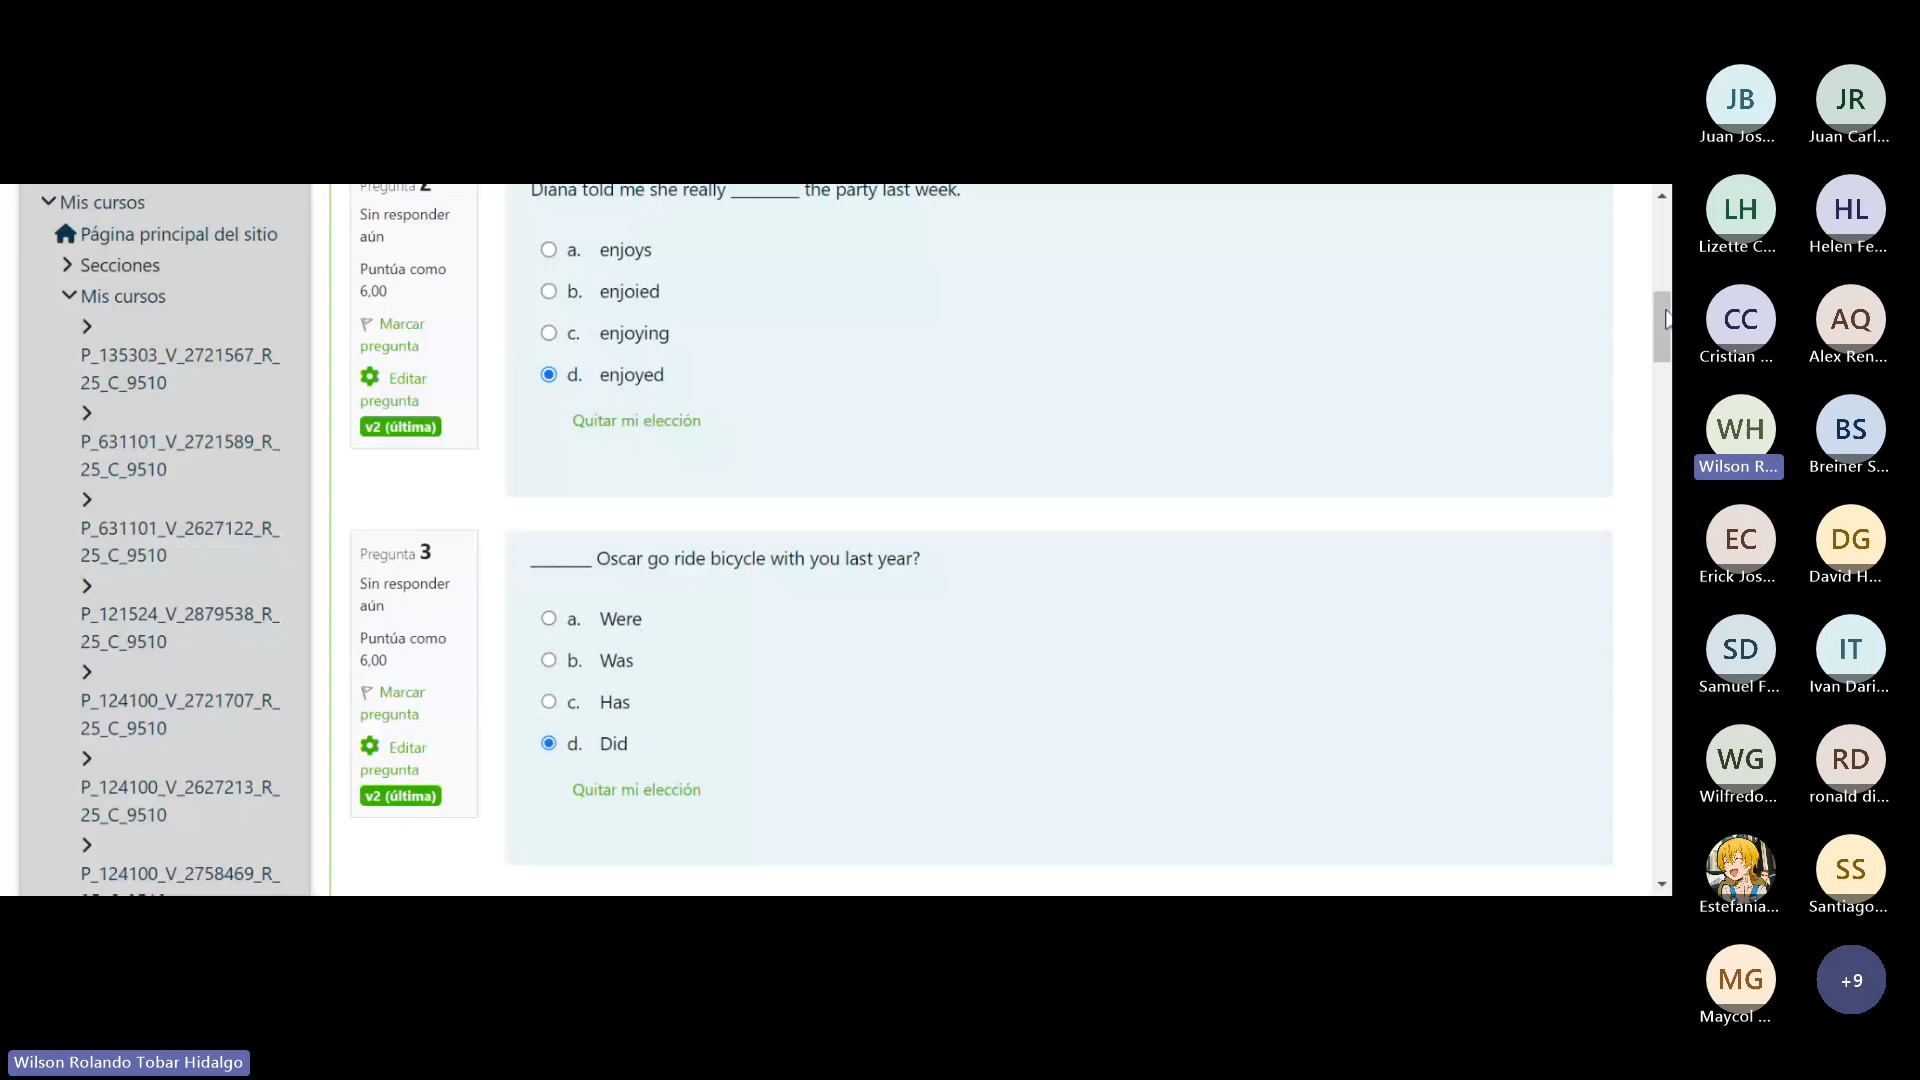 Mis cursos
Página principal del sitio
Secciones
Mis cursos
P_135303_V_2721567_R_
25_C_9510
P_631101_V_2721589_R_
25_C_9510
P_631101_V_2627122_R_
25_C_9510
P_121524_V_2879538_R_
25_C_9510
P_124100_V_2721707_R_
25_C_9510
P_124100_V_2627213_R_
25_C_9510
P_124100_V_2758469_R_
Pregunta 2
Sin responder
aún
Puntúa como
6,00
Marcar
pregunta
Editar
pregunta
v2 (última)
Diana told me she really ________ the party last week.
a. enjoys
b. enjoied
c. enjoying
d. enjoyed
Quitar mi elección
Pregunta 3
Sin responder
aún
Puntúa como
6,00
Marcar
pregunta
Editar
pregunta
v2 (última)
_______ Oscar go ride bicycle with you last year?
a. Were
b. Was
c. Has
d. Did
Quitar mi elección
JB
Juan Jos...
JR
Juan Carl...
LH
Lizette C...
HL
Helen Fe...
CC
Cristian ...
AQ
Alex Ren...
WH
Wilson R...
BS
Breiner S...
EC
Erick Jos...
DG
David H...
SD
Samuel F...
IT
Ivan Dari...
WG
Wilfredo...
RD
ronald di...
Estefania...
SS
Santiago...
MG
Maycol ...
+9
Wilson Rolando Tobar Hidalgo